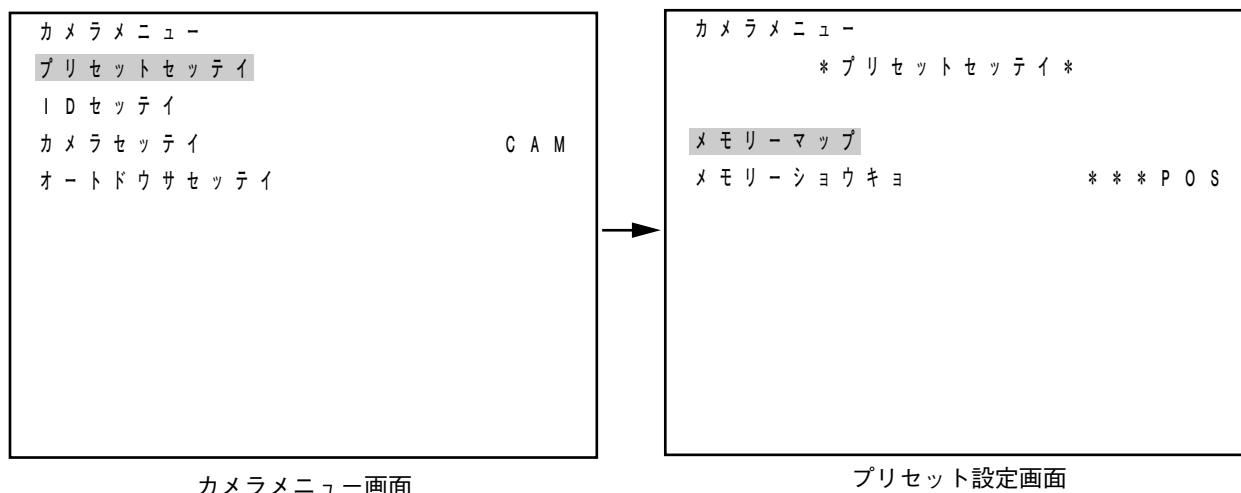 カメラメニュー
プリセットセッテイ
IDセッテイ
カメラセッテイ CAM
オートドウサセッテイ
カメラメニュー画面
カメラメニュー
*プリセットセッテイ*
メモリーマップ
メモリーショウキョ ***POS
プリセット設定画面